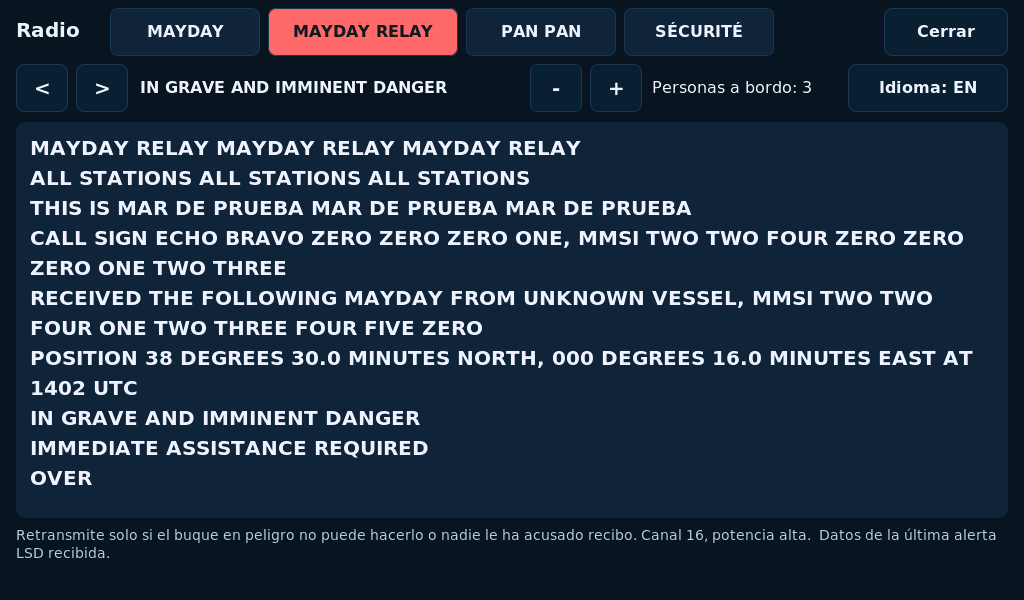 Radio
MAYDAY
MAYDAY RELAY
PAN PAN
SÉCURITÉ
Cerrar
<
>
IN GRAVE AND IMMINENT DANGER
-
+
Personas a bordo: 3
Idioma: EN
MAYDAY RELAY MAYDAY RELAY MAYDAY RELAY
ALL STATIONS ALL STATIONS ALL STATIONS
THIS IS MAR DE PRUEBA MAR DE PRUEBA MAR DE PRUEBA
CALL SIGN ECHO BRAVO ZERO ZERO ZERO ONE, MMSI TWO TWO FOUR ZERO ZERO
ZERO ONE TWO THREE
RECEIVED THE FOLLOWING MAYDAY FROM UNKNOWN VESSEL, MMSI TWO TWO
FOUR ONE TWO THREE FOUR FIVE ZERO
POSITION 38 DEGREES 30.0 MINUTES NORTH, 000 DEGREES 16.0 MINUTES EAST AT
1402 UTC
IN GRAVE AND IMMINENT DANGER
IMMEDIATE ASSISTANCE REQUIRED
OVER
Retransmite solo si el buque en peligro no puede hacerlo o nadie le ha acusado recibo. Canal 16, potencia alta.  Datos de la última alerta
LSD recibida.